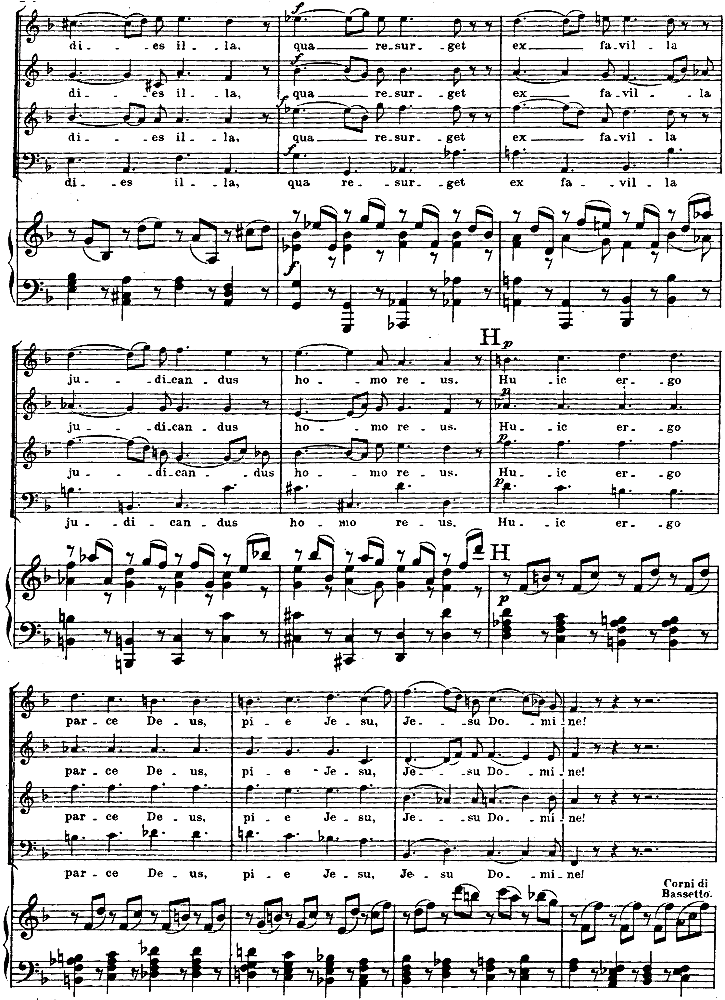 f
di - - - es il - - la.
qua re - sur - - get
ex fa - vil - la
f
di - - - es il - - la,
qua re - sur - - get
ex fa - vil - - - la
f
di - - - es il - - la,
qua re - sur - - get
ex fa - vil - la
f
di - - es il - - la,
qua re - - sur - - get
ex fa - - vil - la
f
H p
ju - - - di - can - dus
ho - - mo re - us.
Hu - ic er - - go
p
ju - - - di - can - dus
ho - - mo re - us.
Hu - - ic er - - go
p
ju - - - di - can - - - dus
ho - - mo re - us.
Hu - - ic er - - go
p
ju - - di - can - dus
ho - mo re - us.
Hu - - ic er - - go
H
p
par - ce De - us,
pi - e Je - su,
Je - - - su Do - - mi - ne!
par - ce De - us,
pi - e - Je - su,
Je - - - su Do - - mi - ne!
par - ce De - us,
pi - e Je - su,
Je - - - su Do - - mi - ne!
par - ce De - us,
pi - e Je - su,
Je - su Do - - mi - ne!
Corni di
Bassetto.